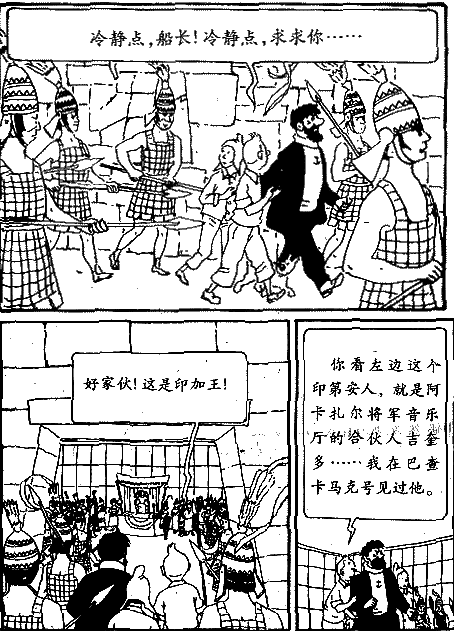 冷静点,船长!冷静点,求求你……
好家伙!这是印加王!
你看左边这个
印第安人,就是阿
卡扎尔将军音乐
厅的合伙人吉奎
多……我在巴查
卡马克号见过他。